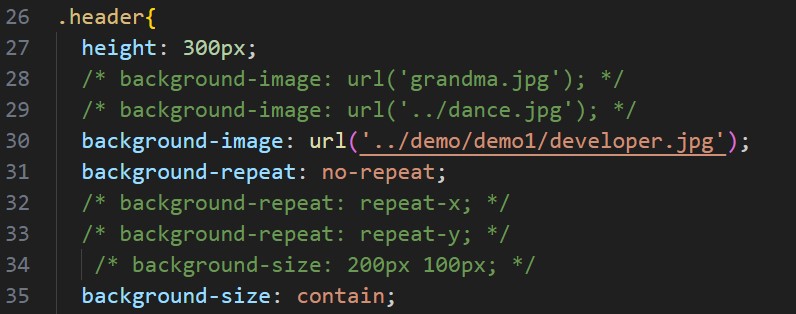 26 .header{
27 height: 300px;
28 /* background-image: url('grandma.jpg'); */
29 /* background-image: url('../dance.jpg'); */
30 background-image: url('../demo/demo1/developer.jpg');
31 background-repeat: no-repeat;
32 /* background-repeat: repeat-x; */
33 /* background-repeat: repeat-y; */
34 /* background-size: 200px 100px; */
35 background-size: contain;